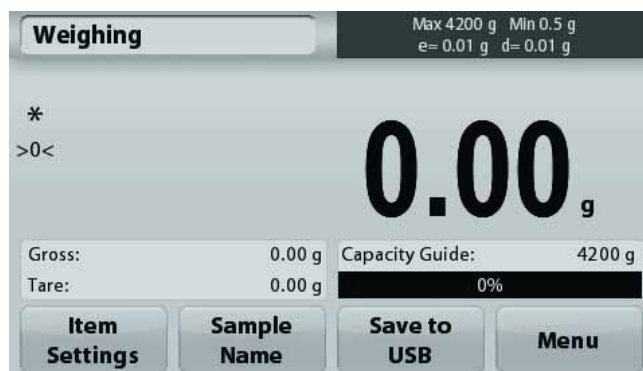 Weighing
Max 4200 g Min 0.5 g
e= 0.01 g d= 0.01 g
*
>0<
0.00 g
Gross: 0.00 g
Tare: 0.00 g
Capacity Guide: 4200 g
0%
Item
Settings
Sample
Name
Save to
USB
Menu